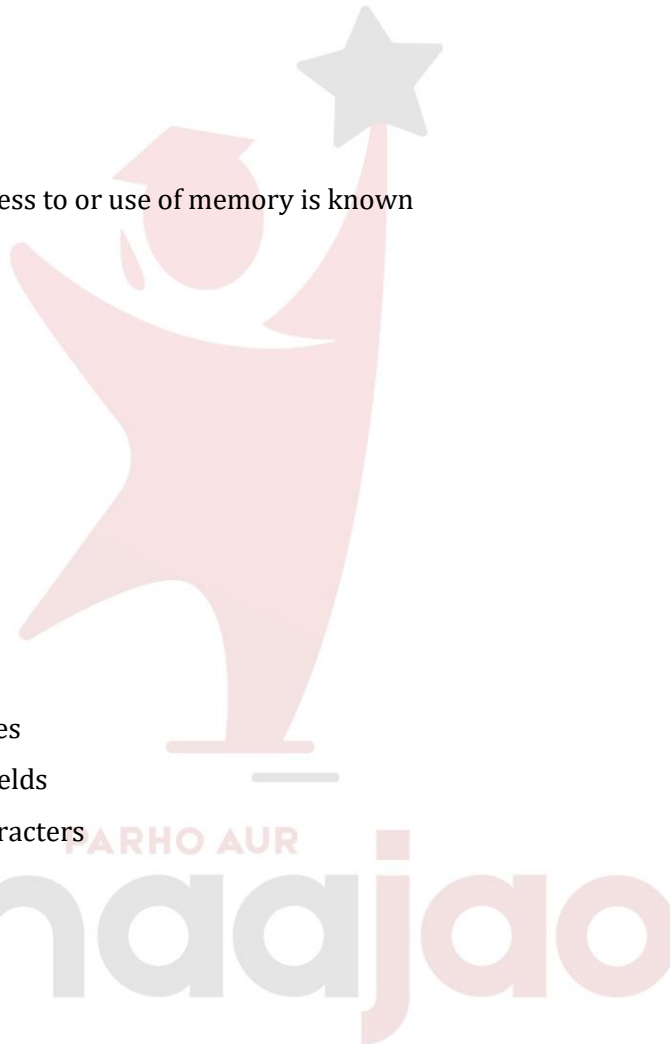 ess to or use of memory is known
es
elds
racters
PARHO AUR
naajao